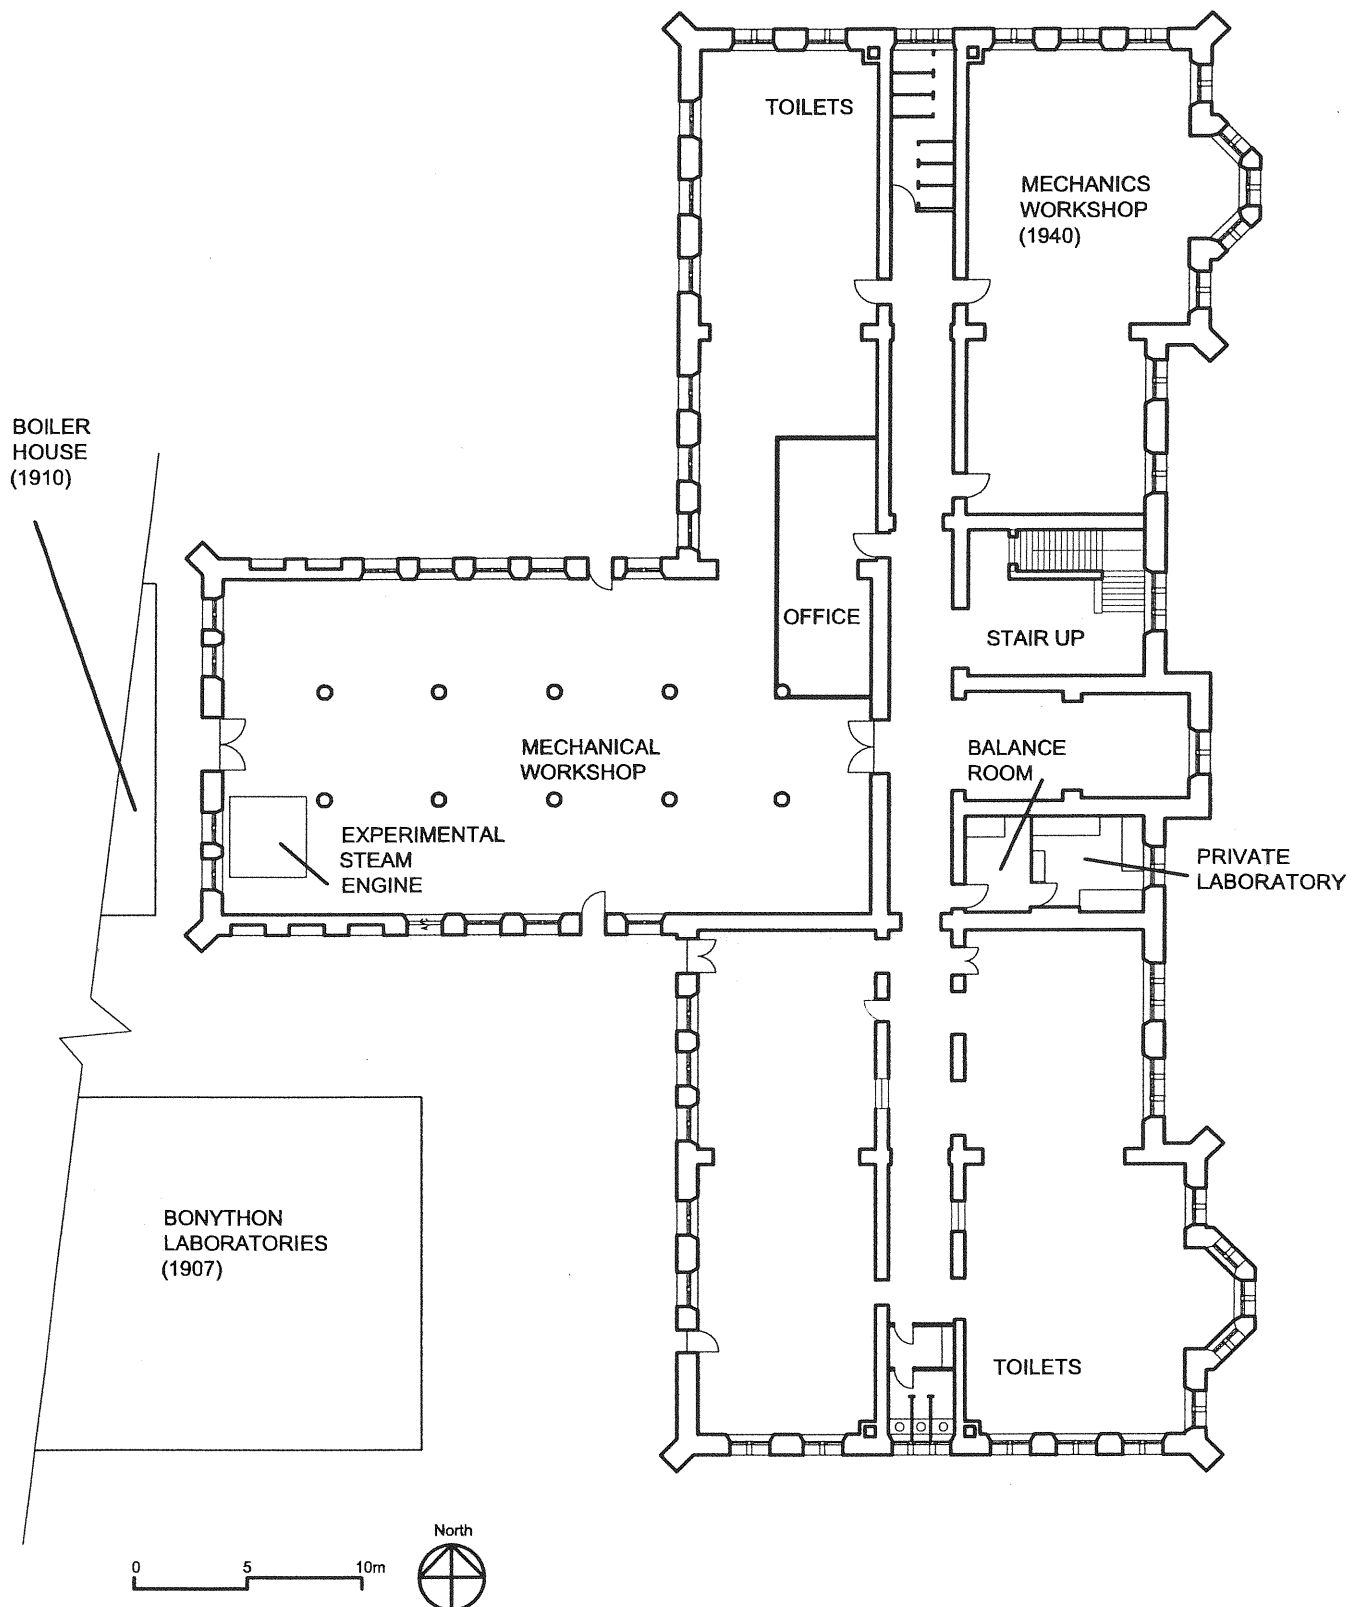 TOILETS
MECHANICS
WORKSHOP
(1940)
BOILER
HOUSE
(1910)
OFFICE
STAIR UP
MECHANICAL
WORKSHOP
BALANCE
ROOM
EXPERIMENTAL
STEAM
ENGINE
PRIVATE
LABORATORY
BONYTHON
LABORATORIES
(1907)
TOILETS
North
0 5 10m